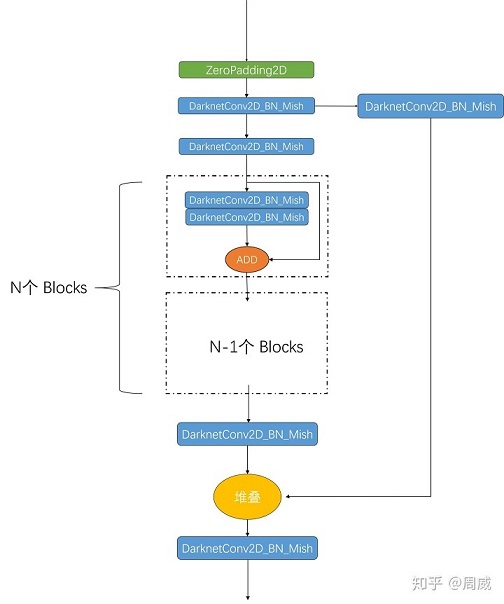 ZeroPadding2D
DarknetConv2D_BN_Mish
DarknetConv2D_BN_Mish
DarknetConv2D_BN_Mish
DarknetConv2D_BN_Mish
DarknetConv2D_BN_Mish
ADD
N个 Blocks
N-1个 Blocks
DarknetConv2D_BN_Mish
堆叠
DarknetConv2D_BN_Mish
知乎 @周威